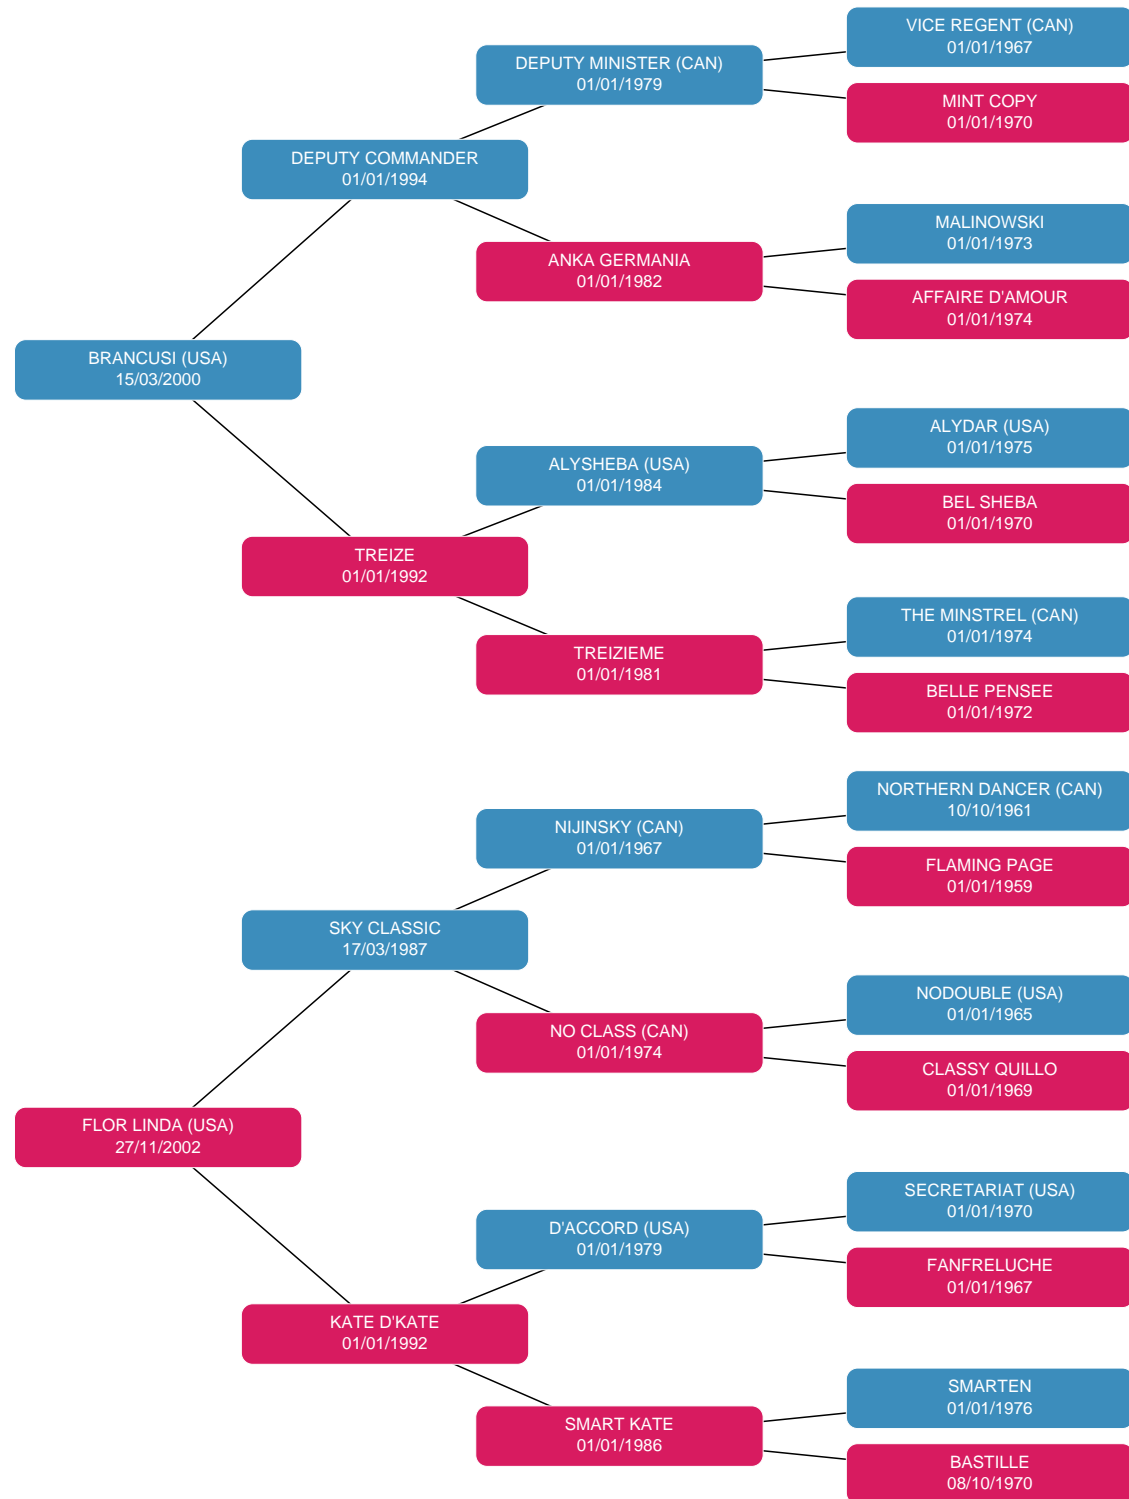 VICE REGENT (CAN)
01/01/1967
DEPUTY MINISTER (CAN)
01/01/1979
MINT COPY
01/01/1970
DEPUTY COMMANDER
01/01/1994
MALINOWSKI
01/01/1973
ANKA GERMANIA
01/01/1982
AFFAIRE D'AMOUR
01/01/1974
BRANCUSI (USA)
15/03/2000
ALYDAR (USA)
01/01/1975
ALYSHEBA (USA)
01/01/1984
BEL SHEBA
01/01/1970
TREIZE
01/01/1992
THE MINSTREL (CAN)
01/01/1974
TREIZIEME
01/01/1981
BELLE PENSEE
01/01/1972
NORTHERN DANCER (CAN)
10/10/1961
NIJINSKY (CAN)
01/01/1967
FLAMING PAGE
01/01/1959
SKY CLASSIC
17/03/1987
NODOUBLE (USA)
01/01/1965
NO CLASS (CAN)
01/01/1974
CLASSY QUILLO
01/01/1969
FLOR LINDA (USA)
27/11/2002
SECRETARIAT (USA)
01/01/1970
D'ACCORD (USA)
01/01/1979
FANFRELUCHE
01/01/1967
KATE D'KATE
01/01/1992
SMARTEN
01/01/1976
SMART KATE
01/01/1986
BASTILLE
08/10/1970